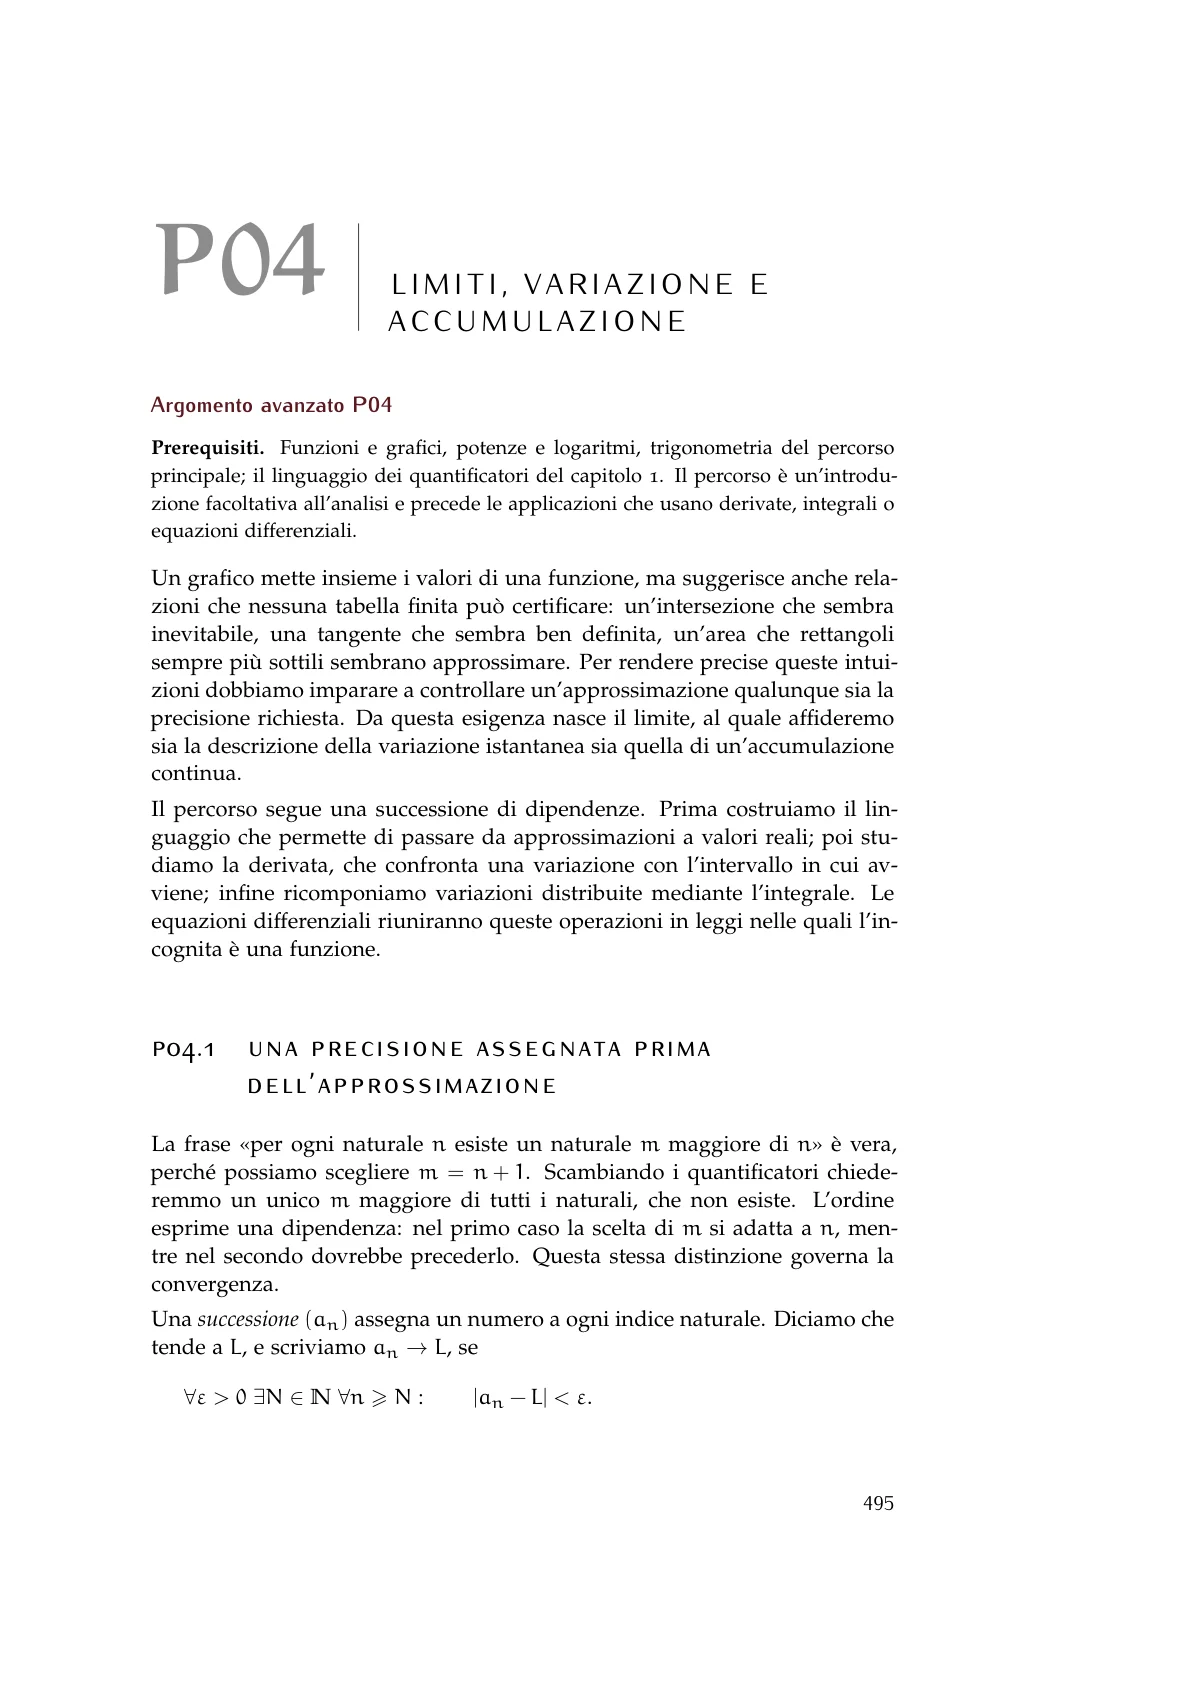 P04
LIMITI, VARIAZIONE E
ACCUMULAZIONE
Argomento avanzato P04
Prerequisiti. Funzioni e grafici, potenze e logaritmi, trigonometria del percorso
principale; il linguaggio dei quantificatori del capitolo 1. Il percorso è un'introdu-
zione facoltativa all'analisi e precede le applicazioni che usano derivate, integrali o
equazioni differenziali.
Un grafico mette insieme i valori di una funzione, ma suggerisce anche rela-
zioni che nessuna tabella finita può certificare: un'intersezione che sembra
inevitabile, una tangente che sembra ben definita, un'area che rettangoli
sempre più sottili sembrano approssimare. Per rendere precise queste intui-
zioni dobbiamo imparare a controllare un'approssimazione qualunque sia la
precisione richiesta. Da questa esigenza nasce il limite, al quale affideremo
sia la descrizione della variazione istantanea sia quella di un'accumulazione
continua.
Il percorso segue una successione di dipendenze. Prima costruiamo il lin-
guaggio che permette di passare da approssimazioni a valori reali; poi stu-
diamo la derivata, che confronta una variazione con l'intervallo in cui av-
viene; infine ricomponiamo variazioni distribuite mediante l'integrale. Le
equazioni differenziali riuniranno queste operazioni in leggi nelle quali l'in-
cognita è una funzione.
P04.1 UNA PRECISIONE ASSEGNATA PRIMA
DELL'APPROSSIMAZIONE
La frase «per ogni naturale n esiste un naturale m maggiore di n» è vera,
perché possiamo scegliere m = n + 1. Scambiando i quantificatori chiede-
remmo un unico m maggiore di tutti i naturali, che non esiste. L'ordine
esprime una dipendenza: nel primo caso la scelta di m si adatta a n, men-
tre nel secondo dovrebbe precederlo. Questa stessa distinzione governa la
convergenza.
Una successione (aₙ) assegna un numero a ogni indice naturale. Diciamo che
tende a L, e scriviamo aₙ → L, se
∀ε > 0 ∃N ∈ ℕ ∀n ⩾ N : |aₙ − L| < ε.
495